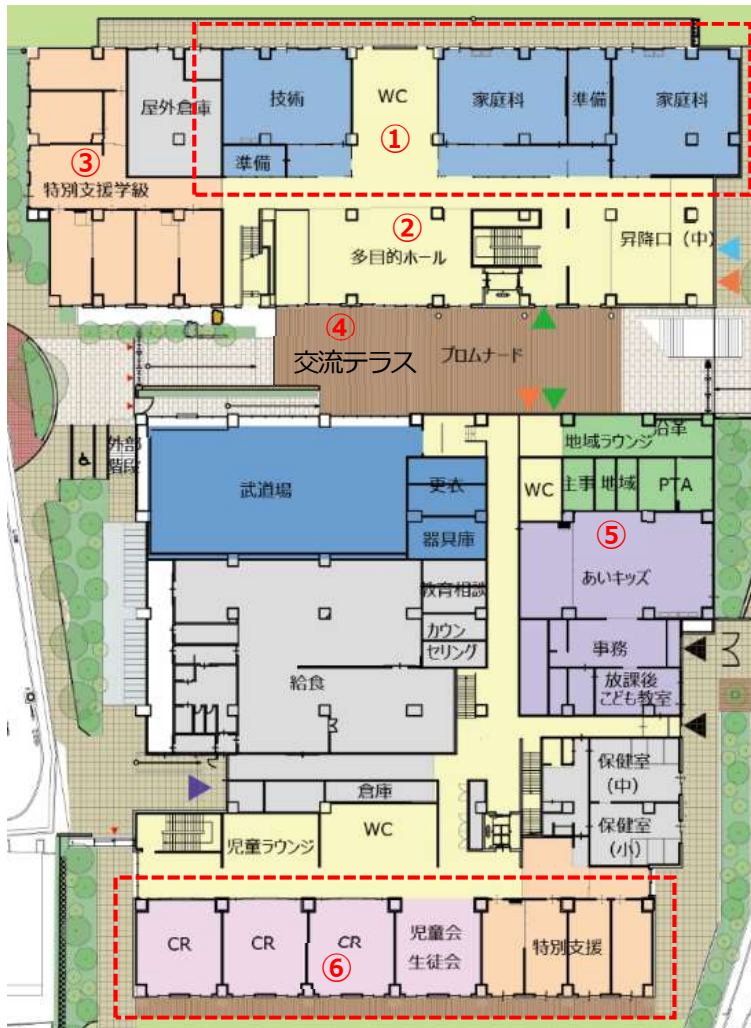 技術
WC
家庭科
準備
家庭科
屋外倉庫
①
準備
③
特別支援学級
②
多目的ホール
昇降口（中）
④
交流テラス
プロムナード
外部
階段
武道場
更衣
器具庫
沿革
地域ラウンジ
WC
主事
地域
PTA
⑤
あいキッズ
教育相談
カウン
セリング
事務
放課後
こども教室
給食
倉庫
保健室
（中）
保健室
（小）
児童ラウンジ
WC
CR
CR
CR
⑥
児童会
生徒会
特別支援